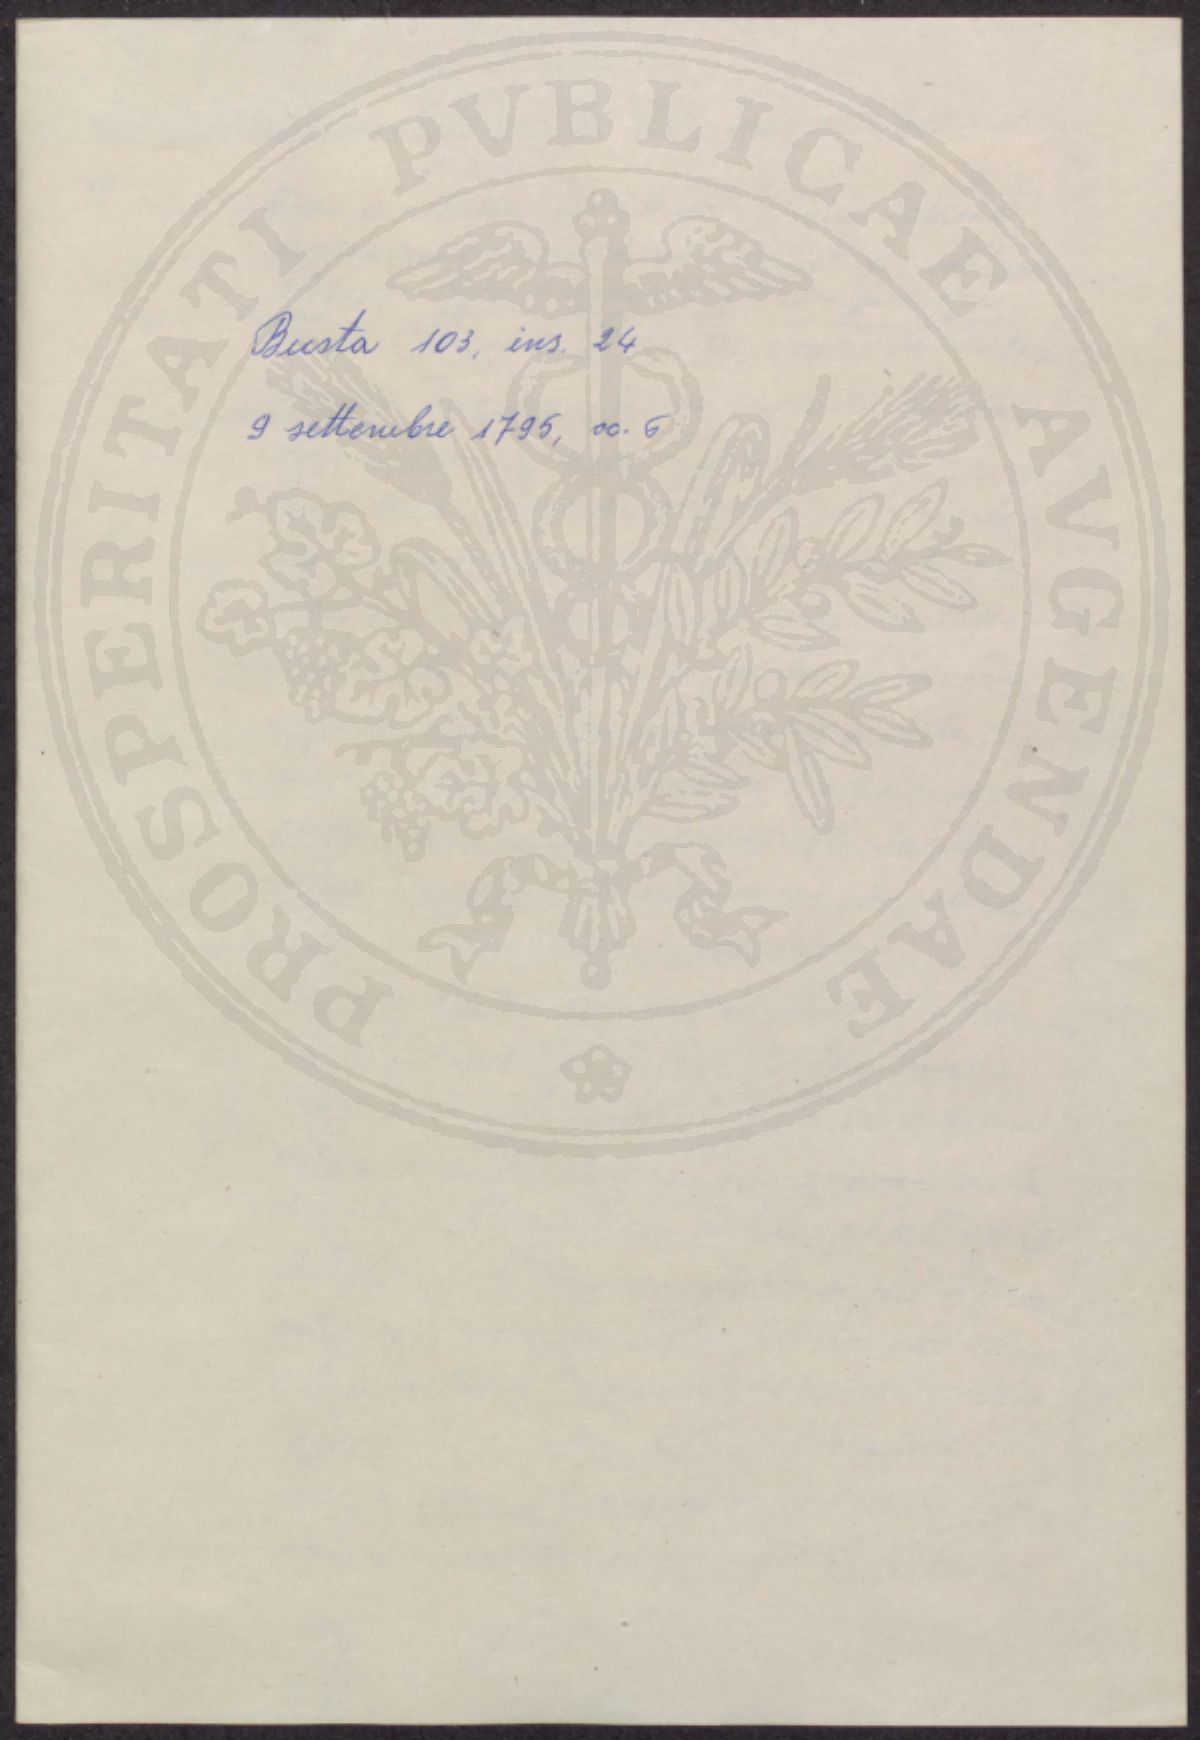 Busta 103, ins. 24
9 settembre 1795, cc. 6
PROSPERITATI PVBLICAE AVGENDAE